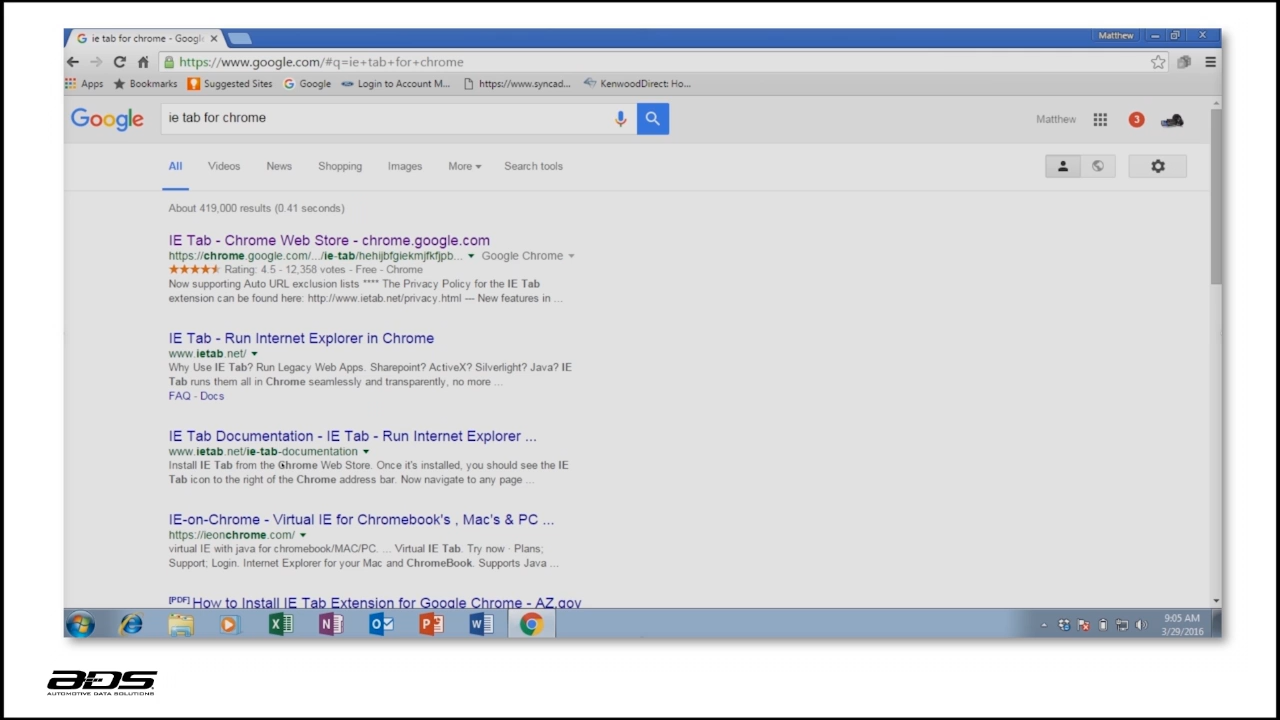 ie tab for chrome - Googl
Matthew
https://www.google.com/#q=ie+tab+for+chrome
Apps Bookmarks Suggested Sites Google Login to Account M... https://www.syncad... KenwoodDirect: Ho...
Google ie tab for chrome Matthew 3
All Videos News Shopping Images More Search tools
About 419,000 results (0.41 seconds)
IE Tab - Chrome Web Store - chrome.google.com
https://chrome.google.com/.../ie-tab/hehijbfgiekmjfkfjpb... Google Chrome
Rating: 4.5 - 12,358 votes - Free - Chrome
Now supporting Auto URL exclusion lists **** The Privacy Policy for the IE Tab
extension can be found here: http://www.ietab.net/privacy.html --- New features in ...
IE Tab - Run Internet Explorer in Chrome
www.ietab.net/
Why Use IE Tab? Run Legacy Web Apps. Sharepoint? ActiveX? Silverlight? Java? IE
Tab runs them all in Chrome seamlessly and transparently, no more ...
FAQ - Docs
IE Tab Documentation - IE Tab - Run Internet Explorer ...
www.ietab.net/ie-tab-documentation
Install IE Tab from the Chrome Web Store. Once it's installed, you should see the IE
Tab icon to the right of the Chrome address bar. Now navigate to any page ...
IE-on-Chrome - Virtual IE for Chromebook's , Mac's & PC ...
https://ieonchrome.com/
virtual IE with java for chromebook/MAC/PC. ... Virtual IE Tab. Try now · Plans;
Support; Login. Internet Explorer for your Mac and ChromeBook. Supports Java ...
[PDF] How to Install IE Tab Extension for Google Chrome - AZ.gov
9:05 AM
3/29/2016
ADS
AUTOMOTIVE DATA SOLUTIONS